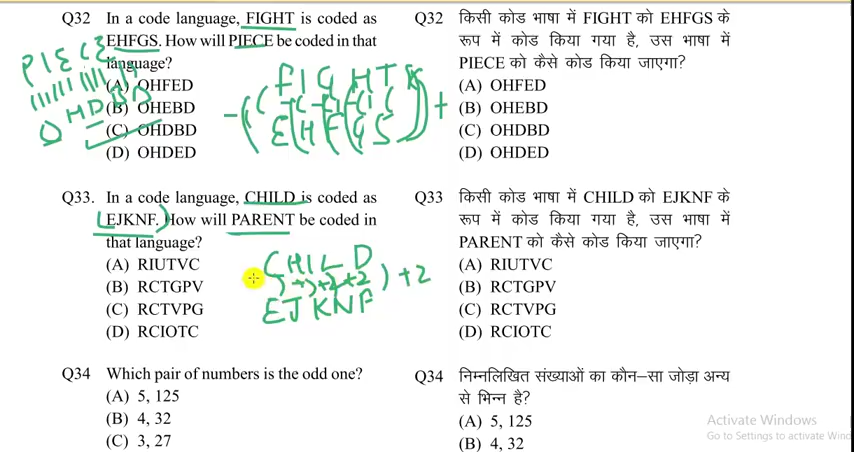 Q32 In a code language, FIGHT is coded as
EHFGS. How will PIECE be coded in that
language?
(A) OHFED
(B) OHEBD
(C) OHDBD
(D) OHDED
PIECE
OHDBD
FIGHT
EHFGS
Q33. In a code language, CHILD is coded as
EJKNF. How will PARENT be coded in
that language?
(A) RIUTVC
(B) RCTGPV
(C) RCTVPG
(D) RCIOTC
CHILD
+2
EJKNF
Q34 Which pair of numbers is the odd one?
(A) 5, 125
(B) 4, 32
(C) 3, 27
Q32 किसी कोड भाषा में FIGHT को EHFGS के
रूप में कोड किया गया है, उस भाषा में
PIECE को कैसे कोड किया जाएगा?
(A) OHFED
(B) OHEBD
(C) OHDBD
(D) OHDED
Q33 किसी कोड भाषा में CHILD को EJKNF के
रूप में कोड किया गया है, उस भाषा में
PARENT को कैसे कोड किया जाएगा?
(A) RIUTVC
(B) RCTGPV
(C) RCTVPG
(D) RCIOTC
Q34 निम्नलिखित संख्याओं का कौन–सा जोड़ा अन्य
से भिन्न है?
(A) 5, 125
(B) 4, 32
Activate Windows
Go to Settings to activate Wind